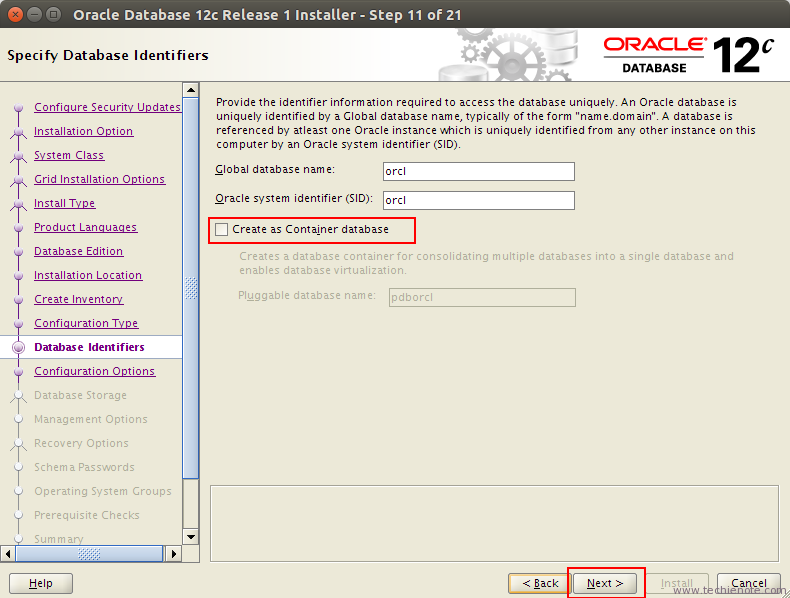 Oracle Database 12c Release 1 Installer - Step 11 of 21
Specify Database Identifiers
ORACLE®
DATABASE
12c
Configure Security Updates
Installation Option
System Class
Grid Installation Options
Install Type
Product Languages
Database Edition
Installation Location
Create Inventory
Configuration Type
Database Identifiers
Configuration Options
Database Storage
Management Options
Recovery Options
Schema Passwords
Operating System Groups
Prerequisite Checks
Summary
Provide the identifier information required to access the database uniquely. An Oracle database is
uniquely identified by a Global database name, typically of the form "name.domain". A database is
referenced by atleast one Oracle instance which is uniquely identified from any other instance on this
computer by an Oracle system identifier (SID).
Global database name: orcl
Oracle system identifier (SID): orcl
Create as Container database
Creates a database container for consolidating multiple databases into a single database and
enables database virtualization.
Pluggable database name: pdborcl
Help
< Back
Next >
Install
Cancel
www.techienote.com